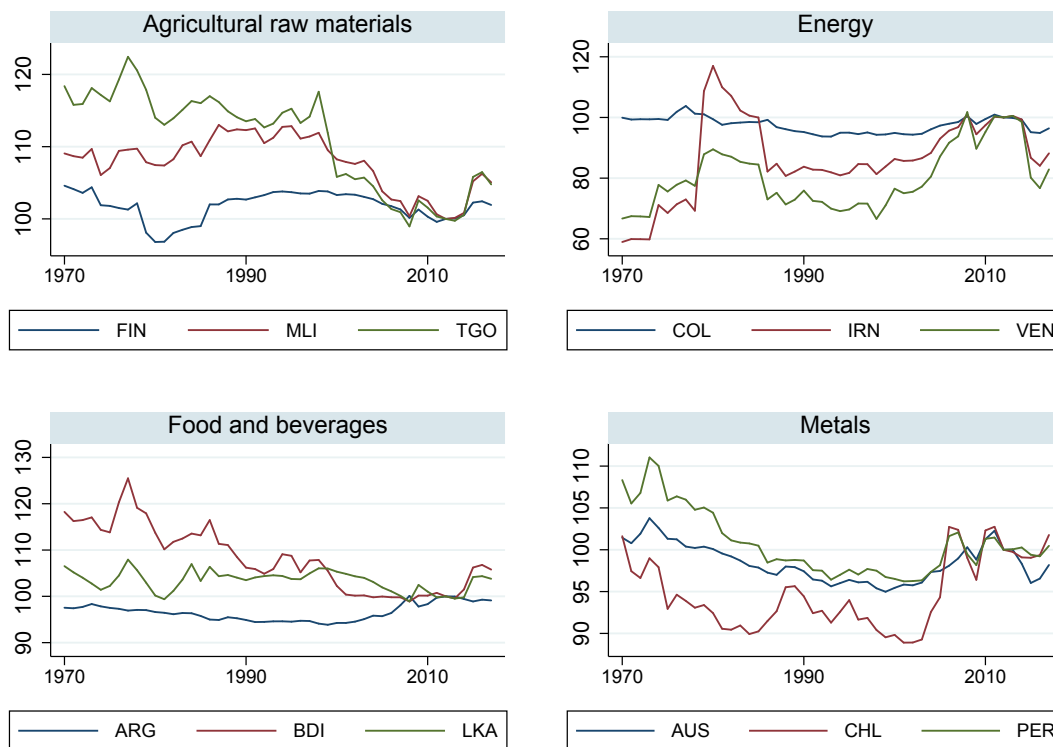 Agricultural raw materials
120
110
100
1970 1990 2010
FIN MLI TGO
Energy
120
100
80
60
1970 1990 2010
COL IRN VEN
Food and beverages
130
120
110
100
90
1970 1990 2010
ARG BDI LKA
Metals
110
105
100
95
90
1970 1990 2010
AUS CHL PER